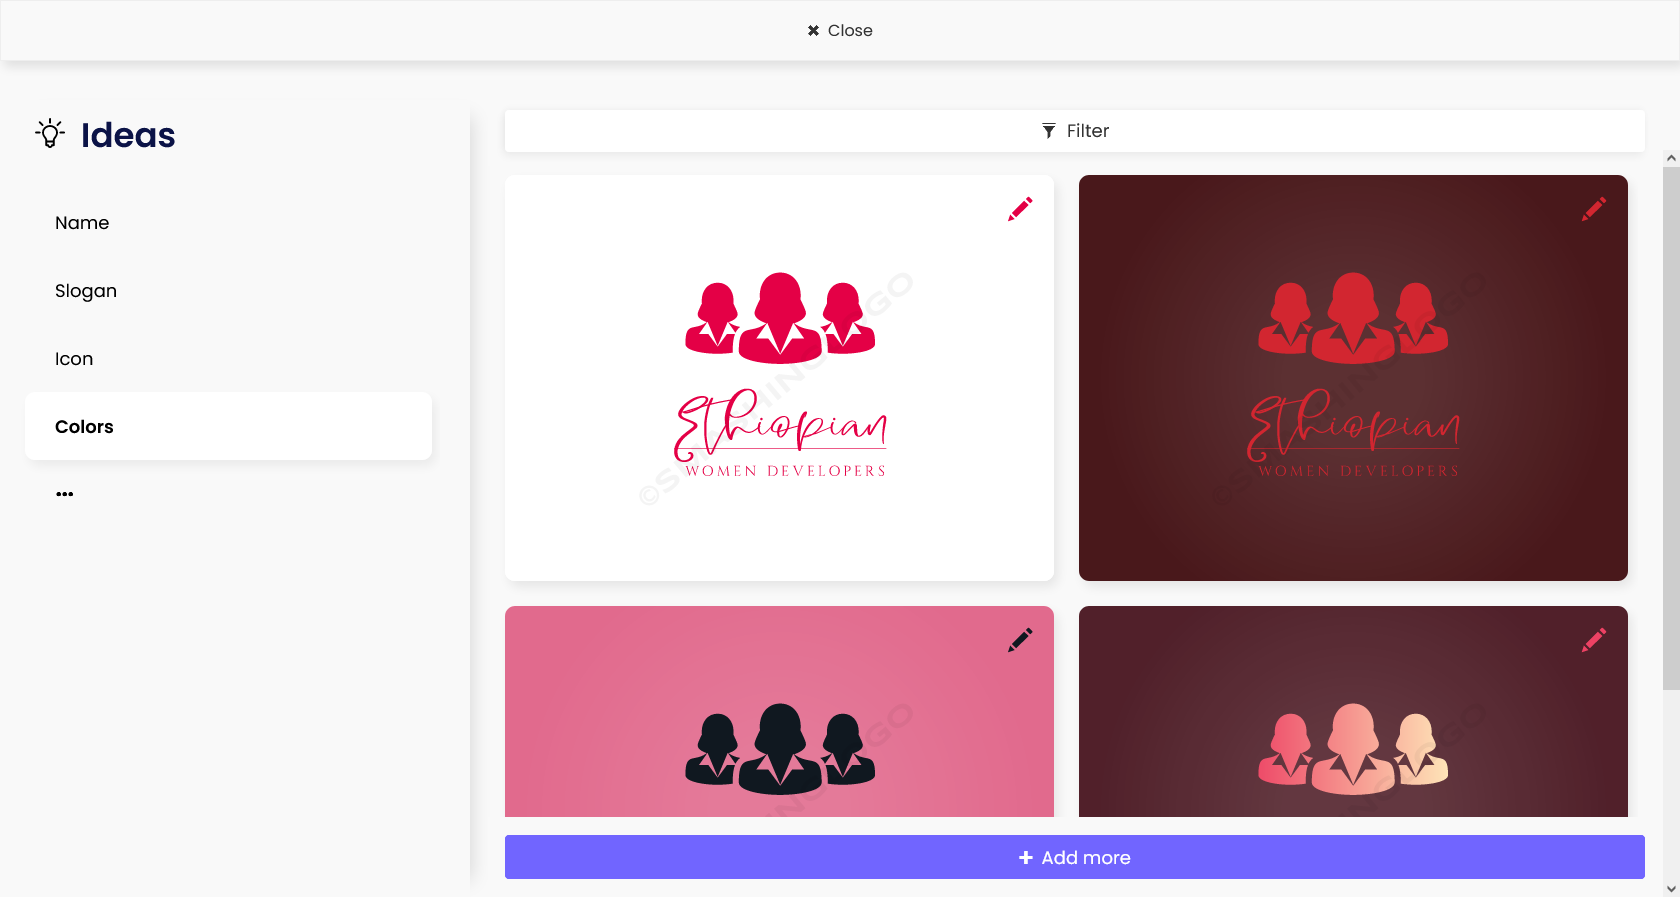 ✖ Close
Ideas
Filter
Name
Slogan
Icon
Colors
•••
Ethiopian
WOMEN DEVELOPERS
Ethiopian
WOMEN DEVELOPERS
+ Add more